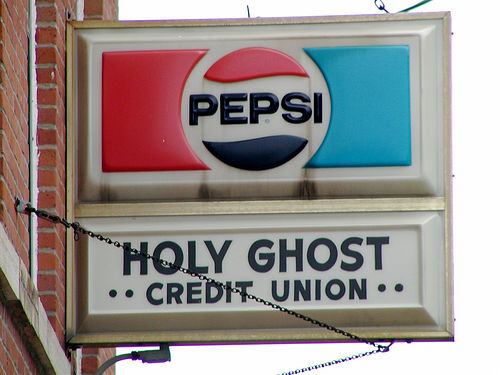 PEPSI
HOLY GHOST
•• CREDIT UNION ••